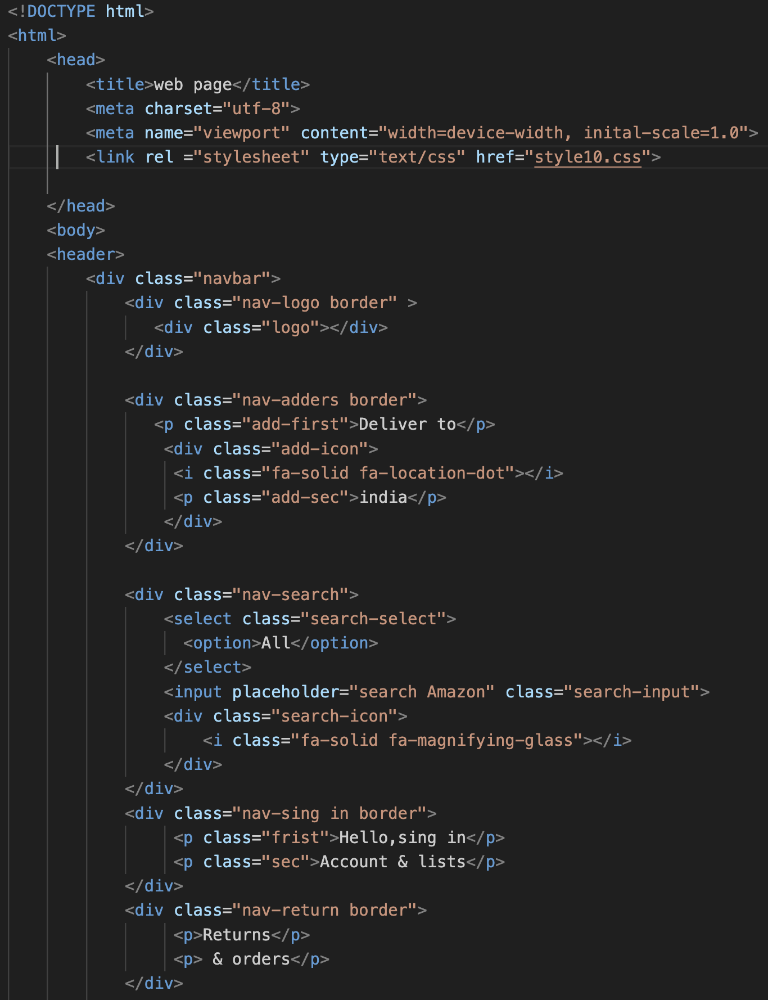 <!DOCTYPE html>
<html>
    <head>
        <title>web page</title>
        <meta charset="utf-8">
        <meta name="viewport" content="width=device-width, inital-scale=1.0">
        <link rel ="stylesheet" type="text/css" href="style10.css">
    </head>
    <body>
    <header>
        <div class="navbar">
            <div class="nav-logo border" >
               <div class="logo"></div>
            </div>
            <div class="nav-adders border">
               <p class="add-first">Deliver to</p>
                <div class="add-icon">
                 <i class="fa-solid fa-location-dot"></i>
                 <p class="add-sec">india</p>
                </div>
            </div>
            <div class="nav-search">
                <select class="search-select">
                  <option>All</option>
                </select>
                <input placeholder="search Amazon" class="search-input">
                <div class="search-icon">
                    <i class="fa-solid fa-magnifying-glass"></i>
                </div>
            </div>
            <div class="nav-sing in border">
                 <p class="frist">Hello,sing in</p>
                 <p class="sec">Account & lists</p>
            </div>
            <div class="nav-return border">
                 <p>Returns</p>
                 <p> & orders</p>
            </div>